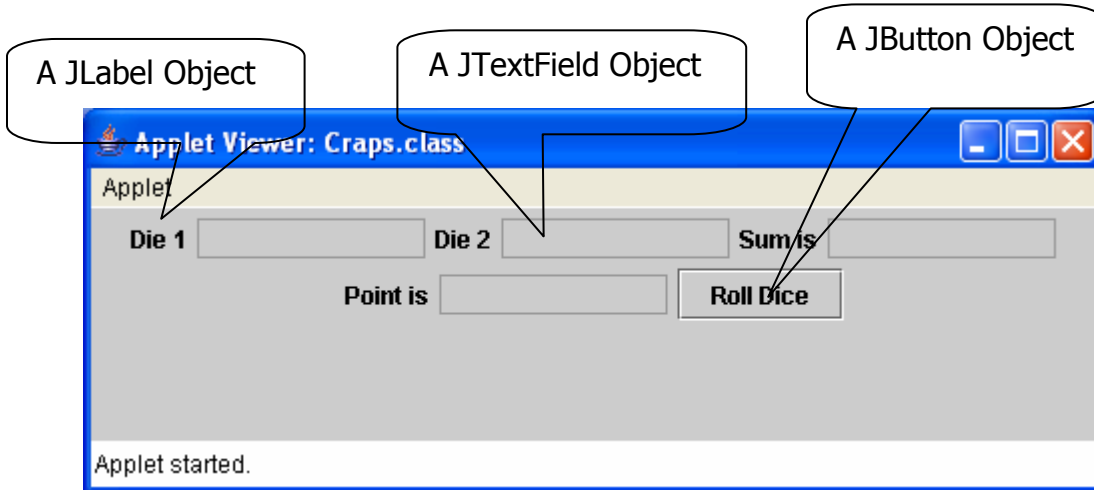 A JLabel Object
A JTextField Object
A JButton Object
Applet Viewer: Craps.class
Applet
Die 1
Die 2
Sum is
Point is
Roll Dice
Applet started.